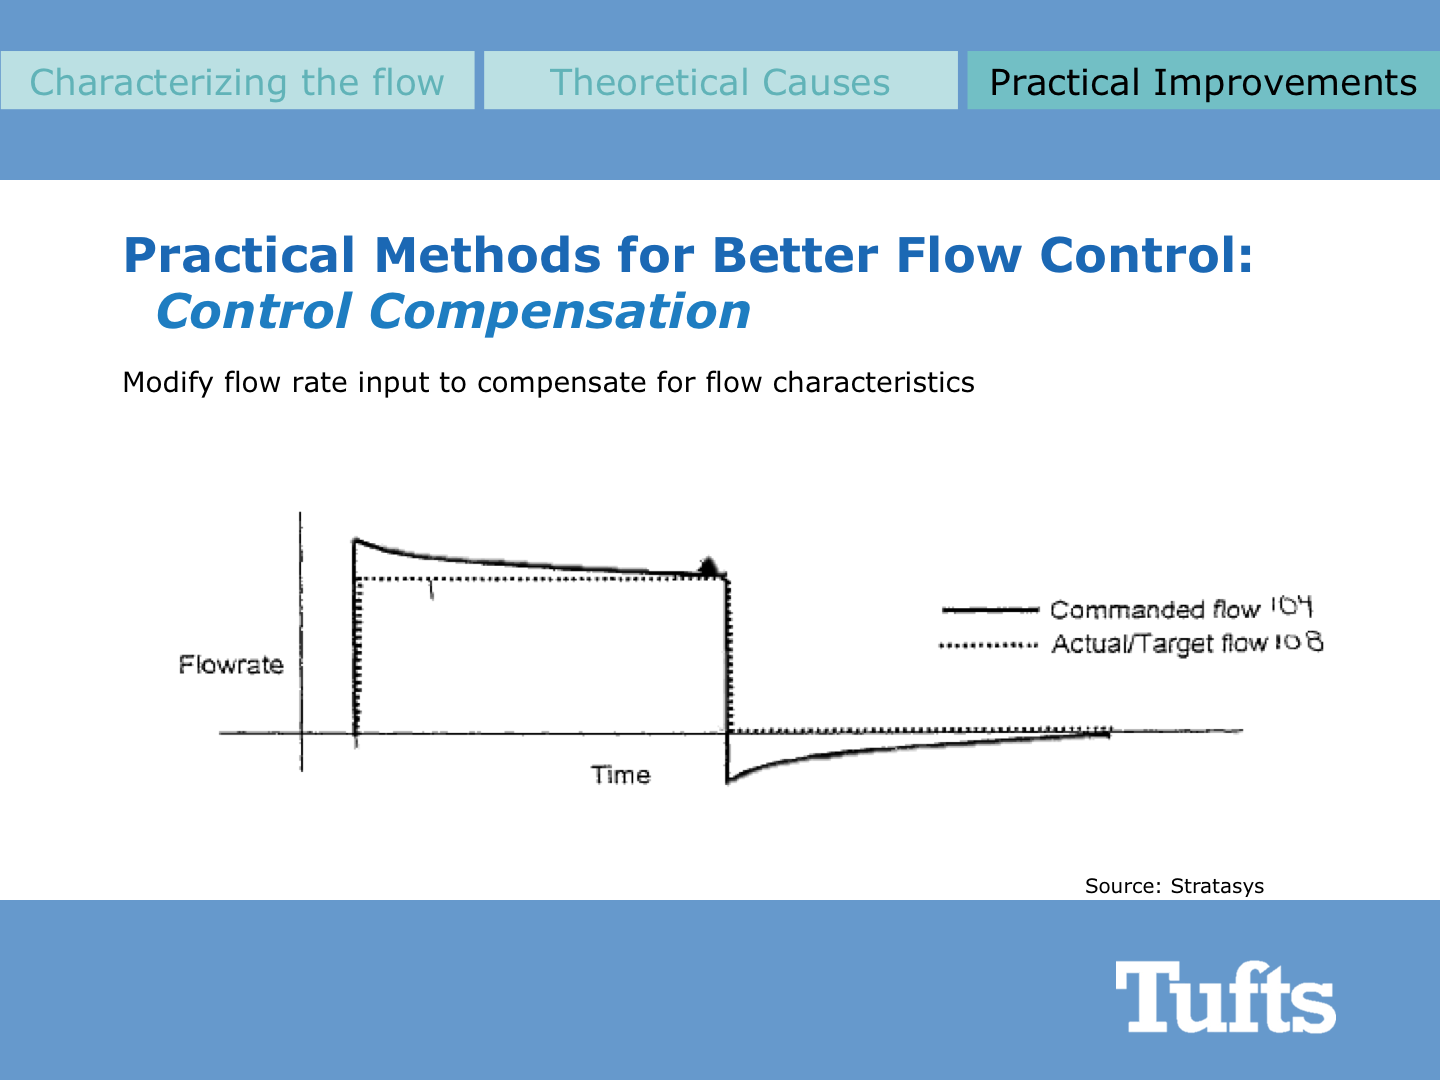 Characterizing the flow
Theoretical Causes
Practical Improvements
Practical Methods for Better Flow Control:
Control Compensation
Modify flow rate input to compensate for flow characteristics
Commanded flow 104
Actual/Target flow 108
Flowrate
Time
Source: Stratasys
Tufts